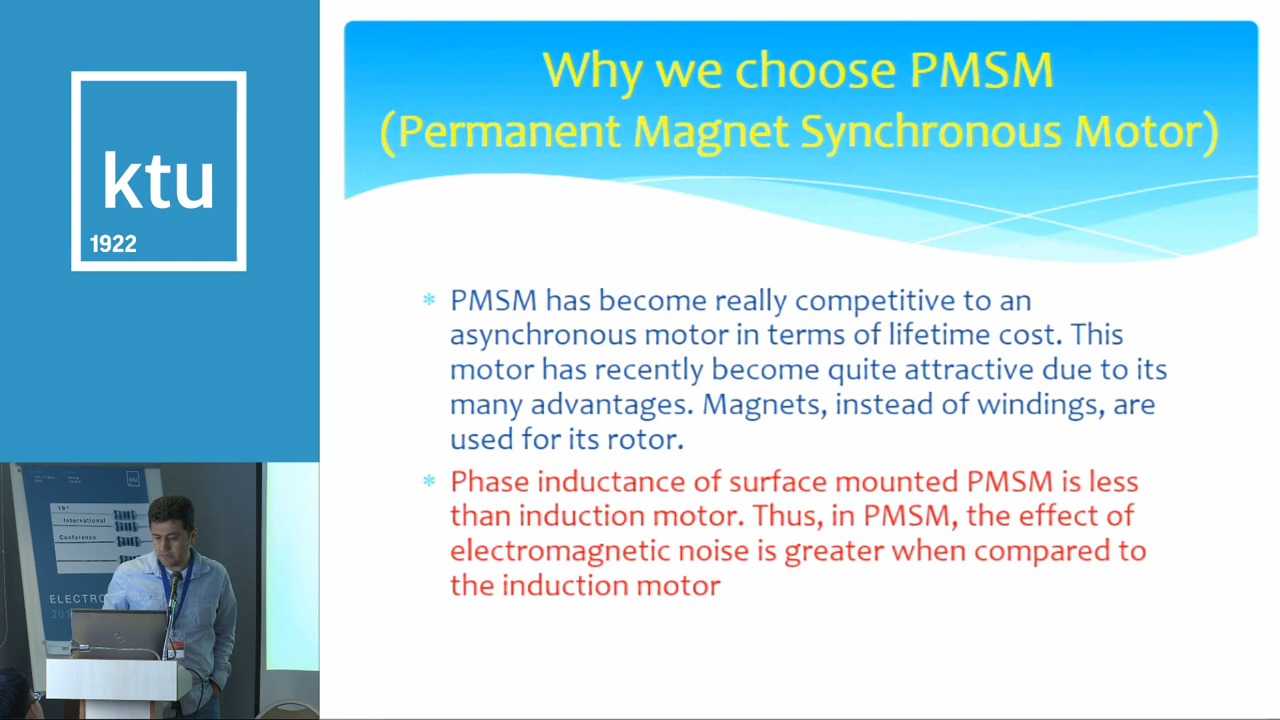 ktu
1922
Why we choose PMSM
(Permanent Magnet Synchronous Motor)
* PMSM has become really competitive to an
asynchronous motor in terms of lifetime cost. This
motor has recently become quite attractive due to its
many advantages. Magnets, instead of windings, are
used for its rotor.
* Phase inductance of surface mounted PMSM is less
than induction motor. Thus, in PMSM, the effect of
electromagnetic noise is greater when compared to
the induction motor
International
Conference
ELECTRO